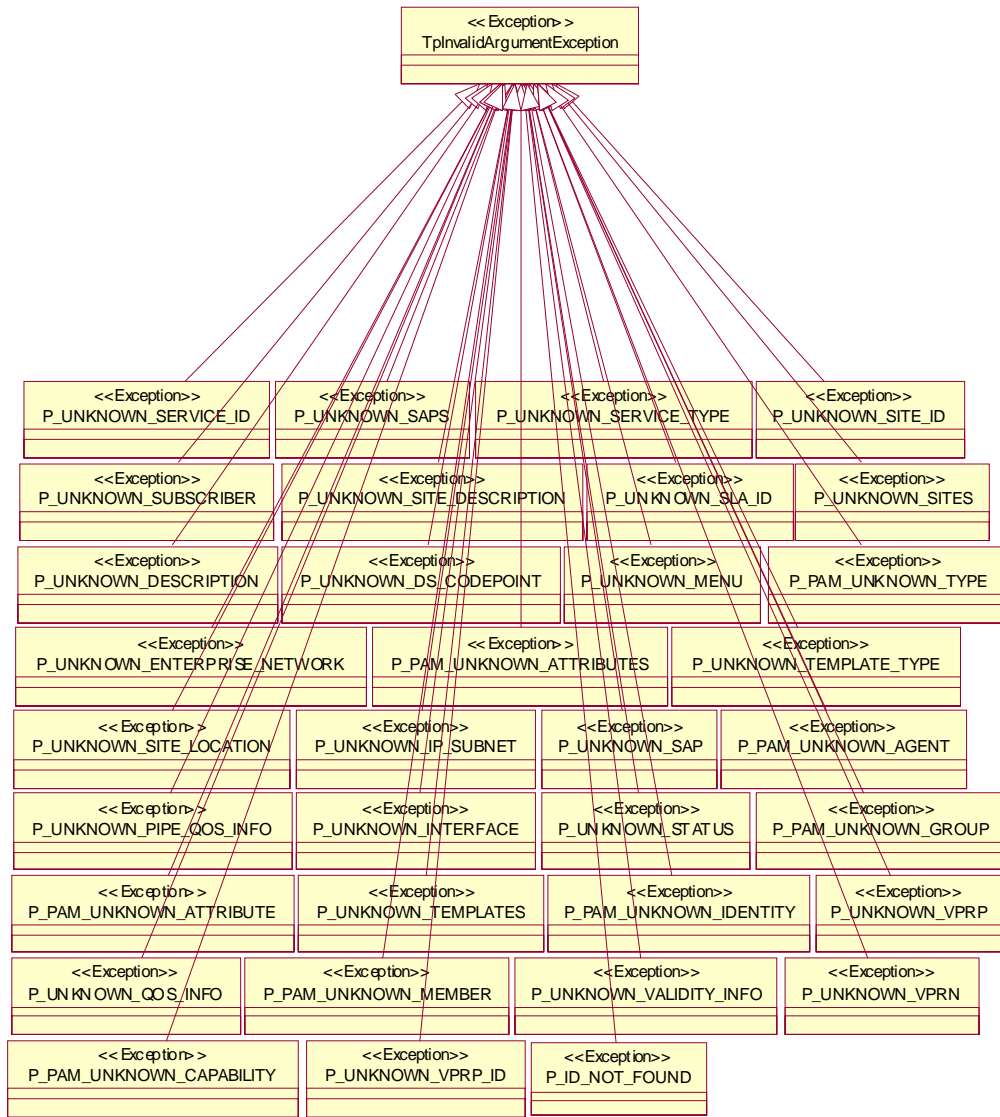 <<Exception>>
TpInvalidArgumentException
<<Exception>>
P_UNKNOWN_SERVICE_ID
<<Exception>>
P_UNKNOWN_SAPS
<<Exception>>
P_UNKNOWN_SERVICE_TYPE
<<Exception>>
P_UNKNOWN_SITE_ID
<<Exception>>
P_UNKNOWN_SUBSCRIBER
<<Exception>>
P_UNKNOWN_SITE_DESCRIPTION
<<Exception>>
P_UNKNOWN_SLA_ID
<<Exception>>
P_UNKNOWN_SITES
<<Exception>>
P_UNKNOWN_DESCRIPTION
<<Exception>>
P_UNKNOWN_DS_CODEPOINT
<<Exception>>
P_UNKNOWN_MENU
<<Exception>>
P_PAM_UNKNOWN_TYPE
<<Exception>>
P_UNKNOWN_ENTERPRISE_NETWORK
<<Exception>>
P_PAM_UNKNOWN_ATTRIBUTES
<<Exception>>
P_UNKNOWN_TEMPLATE_TYPE
<<Exception>>
P_UNKNOWN_SITE_LOCATION
<<Exception>>
P_UNKNOWN_IP_SUBNET
<<Exception>>
P_UNKNOWN_SAP
<<Exception>>
P_PAM_UNKNOWN_AGENT
<<Exception>>
P_UNKNOWN_PIPE_QOS_INFO
<<Exception>>
P_UNKNOWN_INTERFACE
<<Exception>>
P_UNKNOWN_STATUS
<<Exception>>
P_PAM_UNKNOWN_GROUP
<<Exception>>
P_PAM_UNKNOWN_ATTRIBUTE
<<Exception>>
P_UNKNOWN_TEMPLATES
<<Exception>>
P_PAM_UNKNOWN_IDENTITY
<<Exception>>
P_UNKNOWN_VPRP
<<Exception>>
P_UNKNOWN_QOS_INFO
<<Exception>>
P_PAM_UNKNOWN_MEMBER
<<Exception>>
P_UNKNOWN_VALIDITY_INFO
<<Exception>>
P_UNKNOWN_VPRN
<<Exception>>
P_PAM_UNKNOWN_CAPABILITY
<<Exception>>
P_UNKNOWN_VPRP_ID
<<Exception>>
P_ID_NOT_FOUND